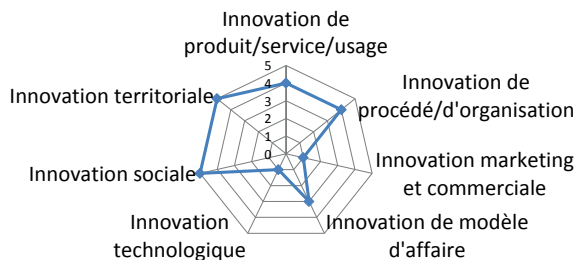 Innovation de
produit/service/usage
5
4
3
2
1
0
Innovation de
procédé/d'organisation
Innovation marketing
et commerciale
Innovation de modèle
d'affaire
Innovation
technologique
Innovation sociale
Innovation territoriale